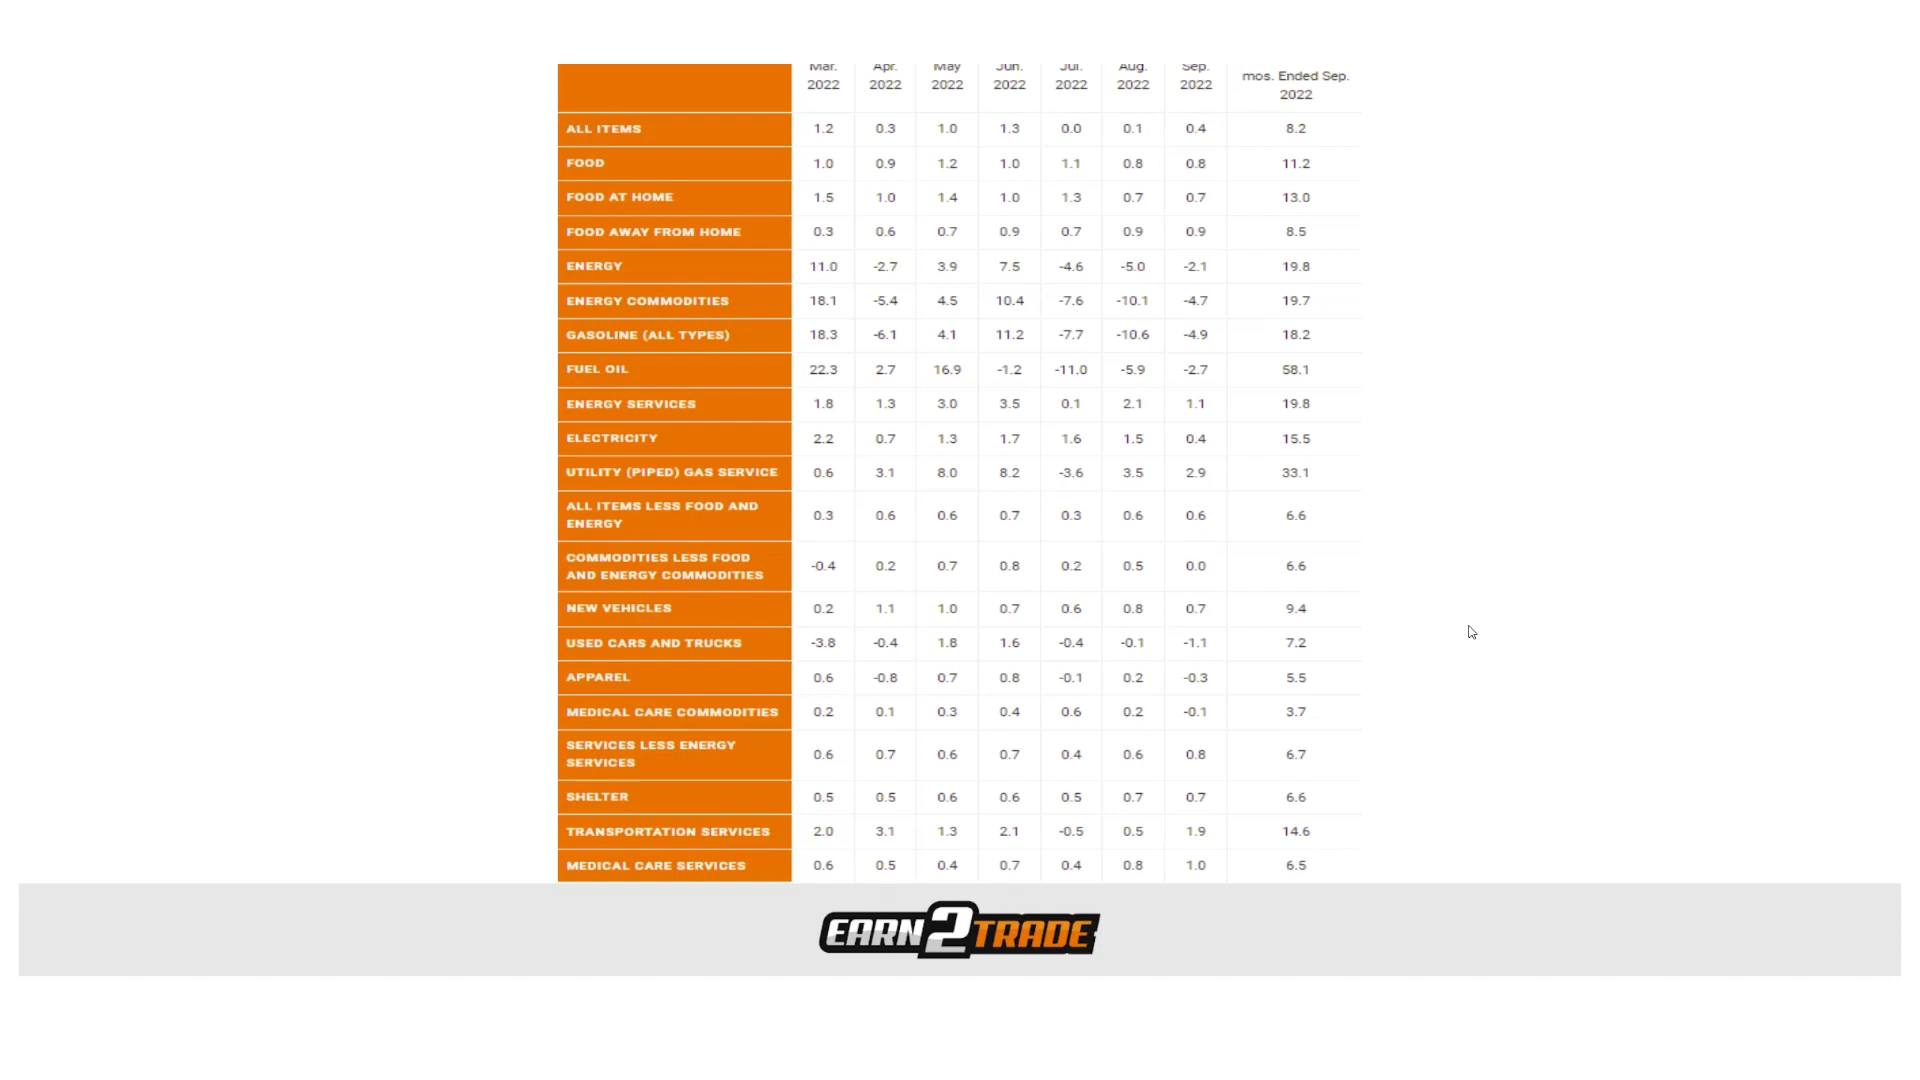 Mar. Apr. May Jun. Jul. Aug. Sep. mos. Ended Sep.
2022 2022 2022 2022 2022 2022 2022 2022
ALL ITEMS 1.2 0.3 1.0 1.3 0.0 0.1 0.4 8.2
FOOD 1.0 0.9 1.2 1.0 1.1 0.8 0.8 11.2
FOOD AT HOME 1.5 1.0 1.4 1.0 1.3 0.7 0.7 13.0
FOOD AWAY FROM HOME 0.3 0.6 0.7 0.9 0.7 0.9 0.9 8.5
ENERGY 11.0 -2.7 3.9 7.5 -4.6 -5.0 -2.1 19.8
ENERGY COMMODITIES 18.1 -5.4 4.5 10.4 -7.6 -10.1 -4.7 19.7
GASOLINE (ALL TYPES) 18.3 -6.1 4.1 11.2 -7.7 -10.6 -4.9 18.2
FUEL OIL 22.3 2.7 16.9 -1.2 -11.0 -5.9 -2.7 58.1
ENERGY SERVICES 1.8 1.3 3.0 3.5 0.1 2.1 1.1 19.8
ELECTRICITY 2.2 0.7 1.3 1.7 1.6 1.5 0.4 15.5
UTILITY (PIPED) GAS SERVICE 0.6 3.1 8.0 8.2 -3.6 3.5 2.9 33.1
ALL ITEMS LESS FOOD AND
ENERGY 0.3 0.6 0.6 0.7 0.3 0.6 0.6 6.6
COMMODITIES LESS FOOD
AND ENERGY COMMODITIES -0.4 0.2 0.7 0.8 0.2 0.5 0.0 6.6
NEW VEHICLES 0.2 1.1 1.0 0.7 0.6 0.8 0.7 9.4
USED CARS AND TRUCKS -3.8 -0.4 1.8 1.6 -0.4 -0.1 -1.1 7.2
APPAREL 0.6 -0.8 0.7 0.8 -0.1 0.2 -0.3 5.5
MEDICAL CARE COMMODITIES 0.2 0.1 0.3 0.4 0.6 0.2 -0.1 3.7
SERVICES LESS ENERGY
SERVICES 0.6 0.7 0.6 0.7 0.4 0.6 0.8 6.7
SHELTER 0.5 0.5 0.6 0.6 0.5 0.7 0.7 6.6
TRANSPORTATION SERVICES 2.0 3.1 1.3 2.1 -0.5 0.5 1.9 14.6
MEDICAL CARE SERVICES 0.6 0.5 0.4 0.7 0.4 0.8 1.0 6.5
EARN2TRADE